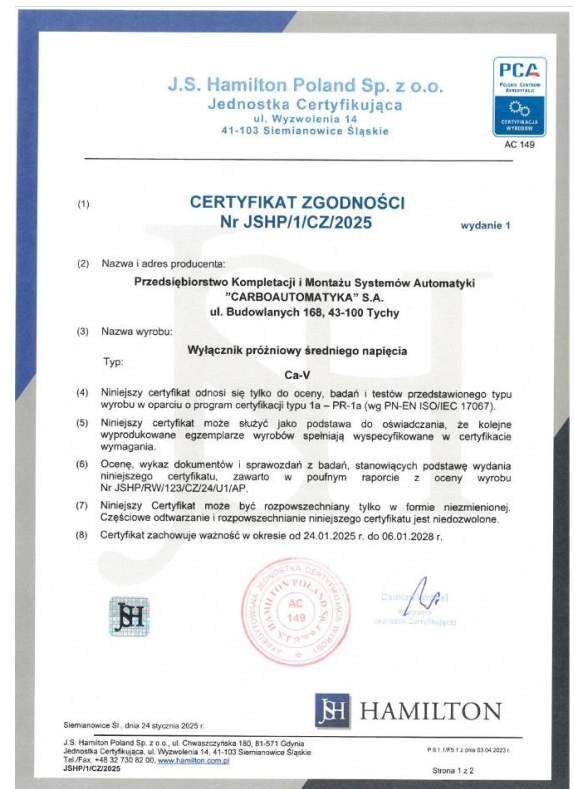 J.S. Hamilton Poland Sp. z o.o.
Jednostka Certyfikująca
ul. Wyzwolenia 14
41-103 Siemianowice Śląskie
PCA
POLSKIE CENTRUM
AKREDYTACJI
CERTYFIKACJA
WYROBÓW
AC 149
(1) CERTYFIKAT ZGODNOŚCI
Nr JSHP/1/CZ/2025 wydanie 1
(2) Nazwa i adres producenta:
Przedsiębiorstwo Kompletacji i Montażu Systemów Automatyki
"CARBOAUTOMATYKA" S.A.
ul. Budowlanych 168, 43-100 Tychy
(3) Nazwa wyrobu:
Wyłącznik próżniowy średniego napięcia
Typ:
Ca-V
(4) Niniejszy certyfikat odnosi się tylko do oceny, badań i testów przedstawionego typu
wyrobu w oparciu o program certyfikacji typu 1a – PR-1a (wg PN-EN ISO/IEC 17067).
(5) Niniejszy certyfikat może służyć jako podstawa do oświadczania, że kolejne
wyprodukowane egzemplarze wyrobów spełniają wyspecyfikowane w certyfikacie
wymagania.
(6) Ocenę, wykaz dokumentów i sprawozdań z badań, stanowiących podstawę wydania
niniejszego certyfikatu, zawarto w poufnym raporcie z oceny wyrobu
Nr JSHP/RW/123/CZ/24/U1/AP.
(7) Niniejszy Certyfikat może być rozpowszechniany tylko w formie niezmienionej.
Częściowe odtwarzanie i rozpowszechnianie niniejszego certyfikatu jest niedozwolone.
(8) Certyfikat zachowuje ważność w okresie od 24.01.2025 r. do 06.01.2028 r.
JSH
AKREDYTOWANA JEDNOSTKA CERTYFIKUJĄCA WYROBY
J.S. HAMILTON POLAND Sp. z o.o.
AC
149
Damian
Jednostki Certyfikującej
JSH HAMILTON
Siemianowice Śl., dnia 24 stycznia 2025 r.
J.S. Hamilton Poland Sp. z o.o., ul. Chwaszczyńska 180, 81-571 Gdynia
Jednostka Certyfikująca, ul. Wyzwolenia 14, 41-103 Siemianowice Śląskie
Tel./Fax. +48 32 730 82 00, www.hamilton.com.pl
JSHP/1/CZ/2025
P.9.1.1/F5.1 z dnia 03.04.2023 r.
Strona 1 z 2